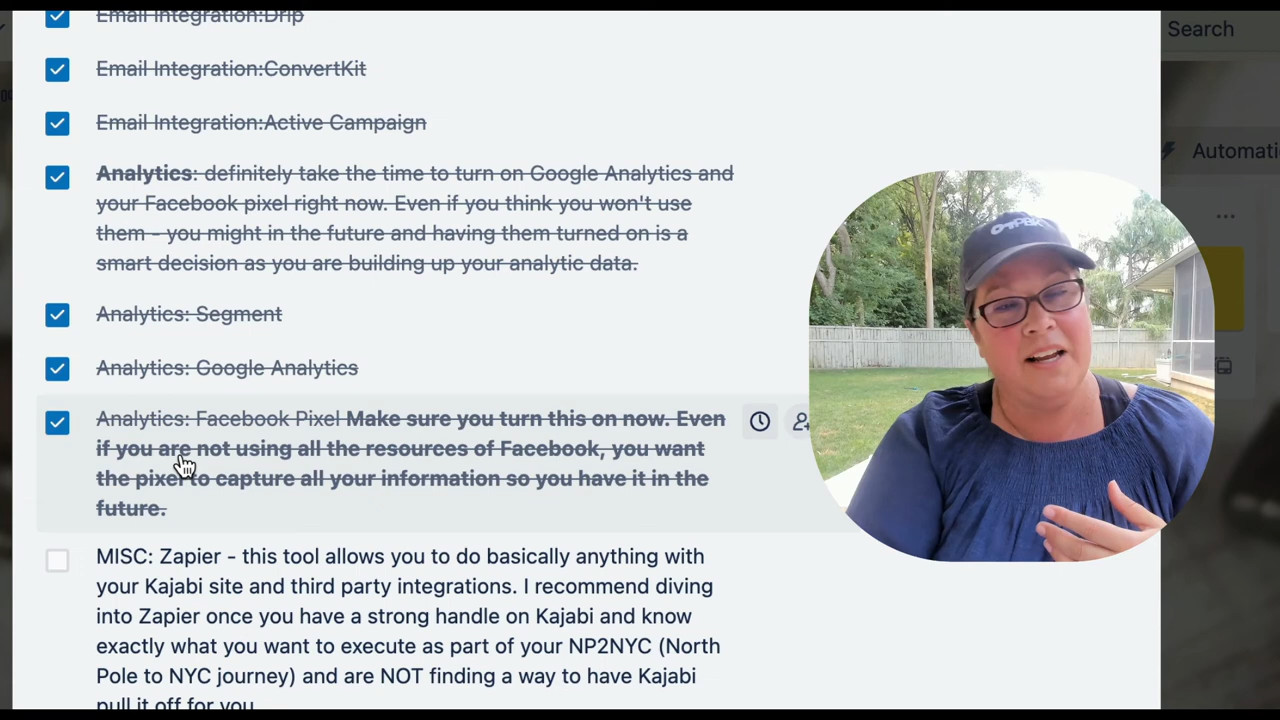 Email Integration:Drip
Search
Email Integration:ConvertKit
Email Integration:Active Campaign
Analytics: definitely take the time to turn on Google Analytics and
your Facebook pixel right now. Even if you think you won't use
them - you might in the future and having them turned on is a
smart decision as you are building up your analytic data.
Automati
Analytics: Segment
Analytics: Google Analytics
Analytics: Facebook Pixel Make sure you turn this on now. Even
if you are not using all the resources of Facebook, you want
the pixel to capture all your information so you have it in the
future.
MISC: Zapier - this tool allows you to do basically anything with
your Kajabi site and third party integrations. I recommend diving
into Zapier once you have a strong handle on Kajabi and know
exactly what you want to execute as part of your NP2NYC (North
Pole to NYC journey) and are NOT finding a way to have Kajabi
pull it off for you